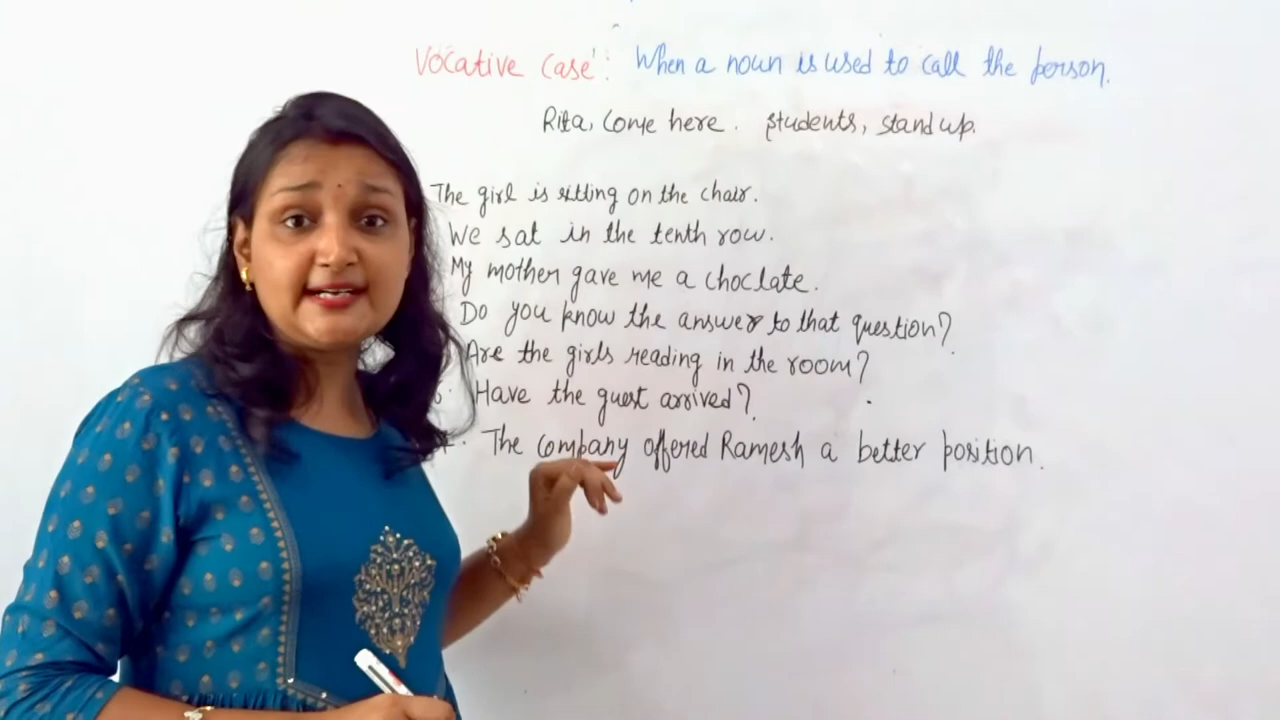 Vocative Case': When a noun is used to call the person.
Rita, Come here. Students, stand up.
The girl is sitting on the chair.
We sat in the tenth row.
My mother gave me a choclate.
Do you know the answer to that question?
Are the girls reading in the room?
Have the guest arrived?
The company offered Ramesh a better position.